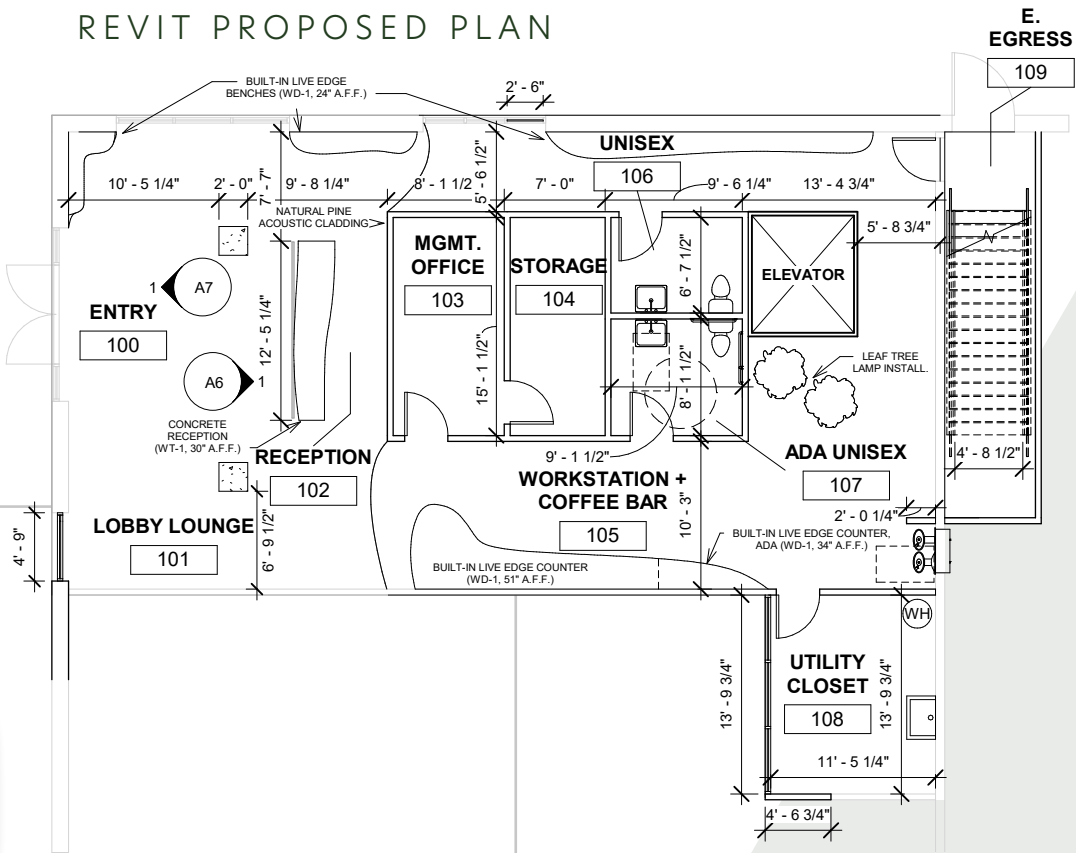 REVIT PROPOSED PLAN
E.
EGRESS
109
BUILT-IN LIVE EDGE
BENCHES (WD-1, 24" A.F.F.)
2' - 6"
UNISEX
106
10' - 5 1/4"
2' - 0"
7' - 7"
9' - 8 1/4"
8' - 1 1/2
5' - 6 1/2"
7' - 0"
9' - 6 1/4"
13' - 4 3/4"
NATURAL PINE
ACOUSTIC CLADDING
5' - 8 3/4"
MGMT.
OFFICE
103
STORAGE
104
6' - 7 1/2"
ELEVATOR
1
A7
ENTRY
100
12' - 5 1/4"
A6
1
15' - 1 1/2"
8' - 1 1/2"
LEAF TREE
LAMP INSTALL.
CONCRETE
RECEPTION
(WT-1, 30" A.F.F.)
RECEPTION
102
9' - 1 1/2"
WORKSTATION +
COFFEE BAR
105
10' - 3"
ADA UNISEX
107
4' - 8 1/2"
2' - 0 1/4"
LOBBY LOUNGE
101
4' - 9"
6' - 9 1/2"
BUILT-IN LIVE EDGE COUNTER,
ADA (WD-1, 34" A.F.F.)
BUILT-IN LIVE EDGE COUNTER
(WD-1, 51" A.F.F.)
WH
UTILITY
CLOSET
108
13' - 9 3/4"
13' - 9 3/4"
11' - 5 1/4"
4' - 6 3/4"